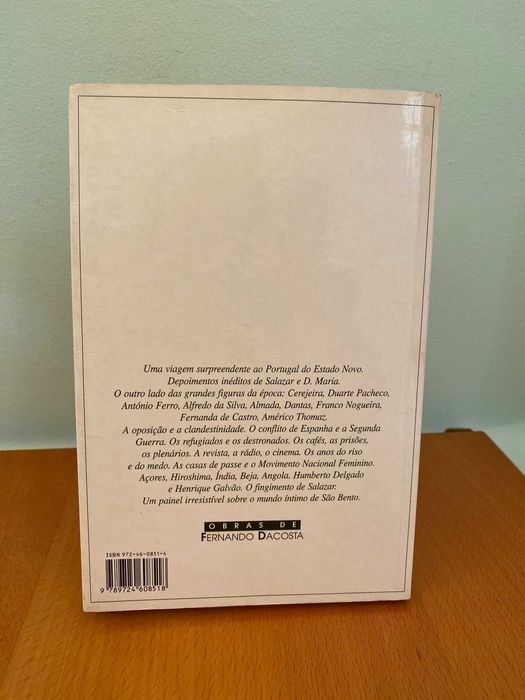 Uma viagem surpreendente ao Portugal do Estado Novo.
Depoimentos inéditos de Salazar e D. Maria.
O outro lado das grandes figuras da época: Cerejeira, Duarte Pacheco,
António Ferro, Alfredo da Silva, Almada, Dantas, Franco Nogueira,
Fernanda de Castro, Américo Thomaz.
A oposição e a clandestinidade. O conflito de Espanha e a Segunda
Guerra. Os refugiados e os destronados. Os cafés, as prisões,
os plenários. A revista, a rádio, o cinema. Os anos do riso
e do medo. As casas de passe e o Movimento Nacional Feminino.
Açores, Hiroshima, Índia, Beja, Angola. Humberto Delgado
e Henrique Galvão. O fingimento de Salazar.
Um painel irresistível sobre o mundo íntimo de São Bento.
OBRAS DE
FERNANDO DACOSTA
ISBN 972-46-0851-4
9 789724 608518